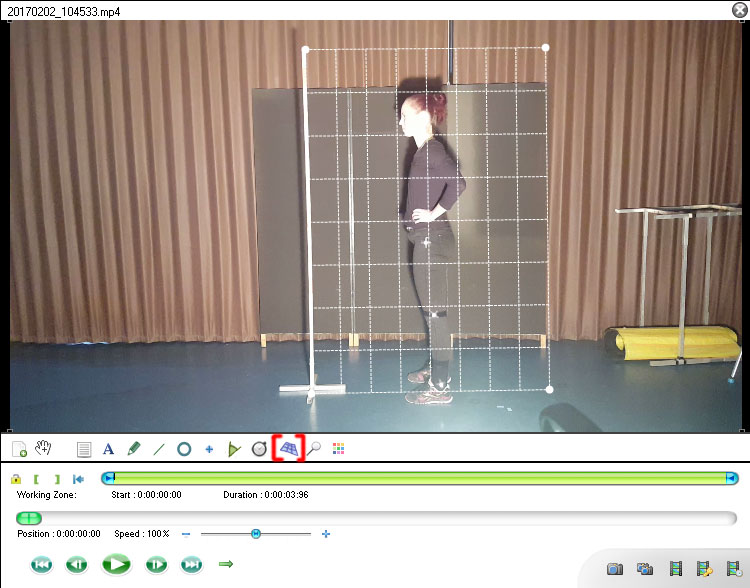 20170202_104533.mp4
A
Working Zone: Start : 0:00:00:00 Duration : 0:00:03:96
Position : 0:00:00:00 Speed : 100%